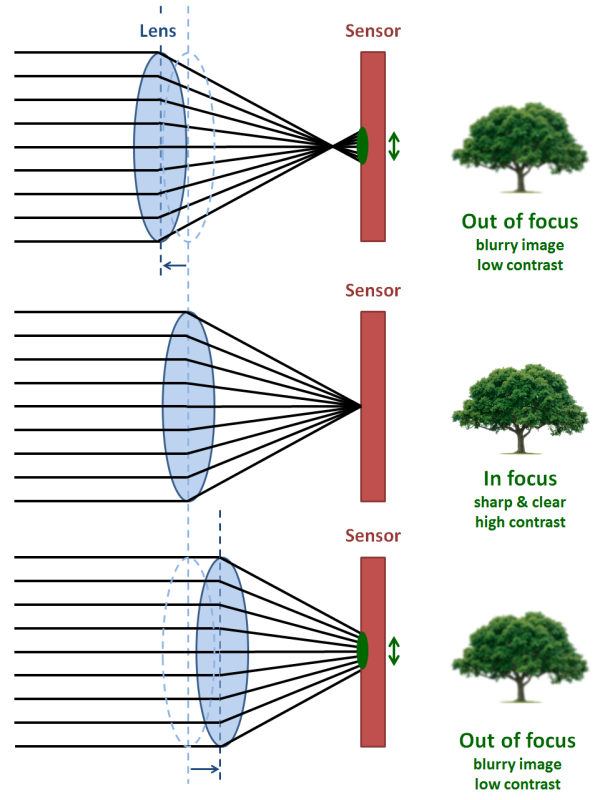 Lens
Sensor
Out of focus
blurry image
low contrast
Sensor
In focus
sharp & clear
high contrast
Sensor
Out of focus
blurry image
low contrast